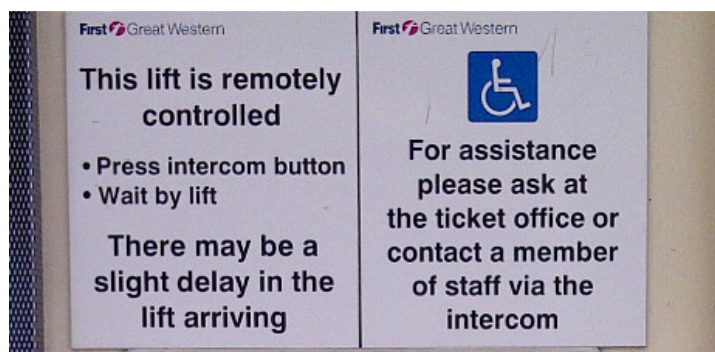 First Great Western
This lift is remotely
controlled
• Press intercom button
• Wait by lift
There may be a
slight delay in the
lift arriving
First Great Western
For assistance
please ask at
the ticket office or
contact a member
of staff via the
intercom